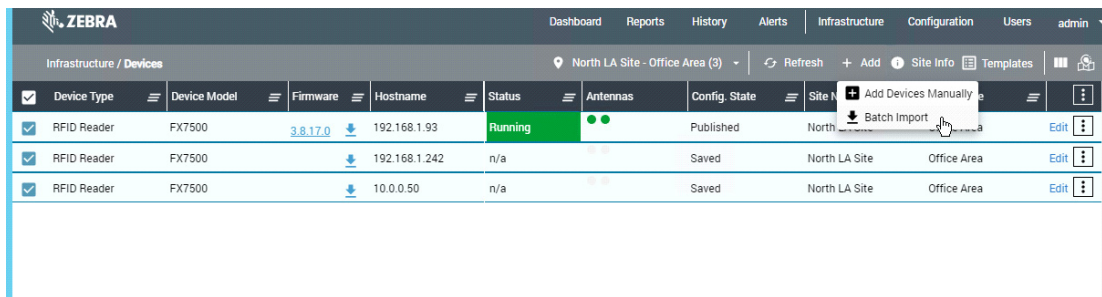 ZEBRA Dashboard Reports History Alerts Infrastructure Configuration Users admin
Infrastructure / Devices North LA Site - Office Area (3) Refresh + Add Site Info Templates
Device Type Device Model Firmware Hostname Status Antennas Config. State Site N
Add Devices Manually
Batch Import
RFID Reader FX7500 3.8.17.0 192.168.1.93 Running Published North Edit
RFID Reader FX7500 192.168.1.242 n/a Saved North LA Site Office Area Edit
RFID Reader FX7500 10.0.0.50 n/a Saved North LA Site Office Area Edit